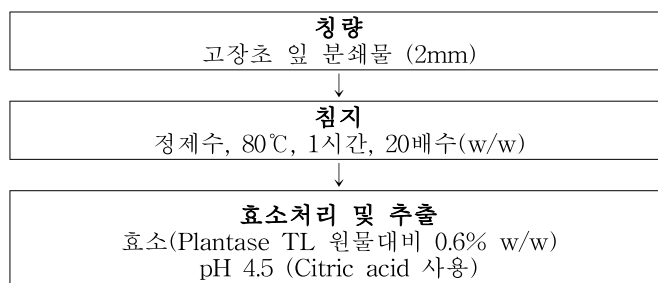 칭량
고장초 잎 분쇄물 (2mm)
↓
침지
정제수, 80℃, 1시간, 20배수(w/w)
↓
효소처리 및 추출
효소(Plantase TL 원물대비 0.6% w/w)
pH 4.5 (Citric acid 사용)